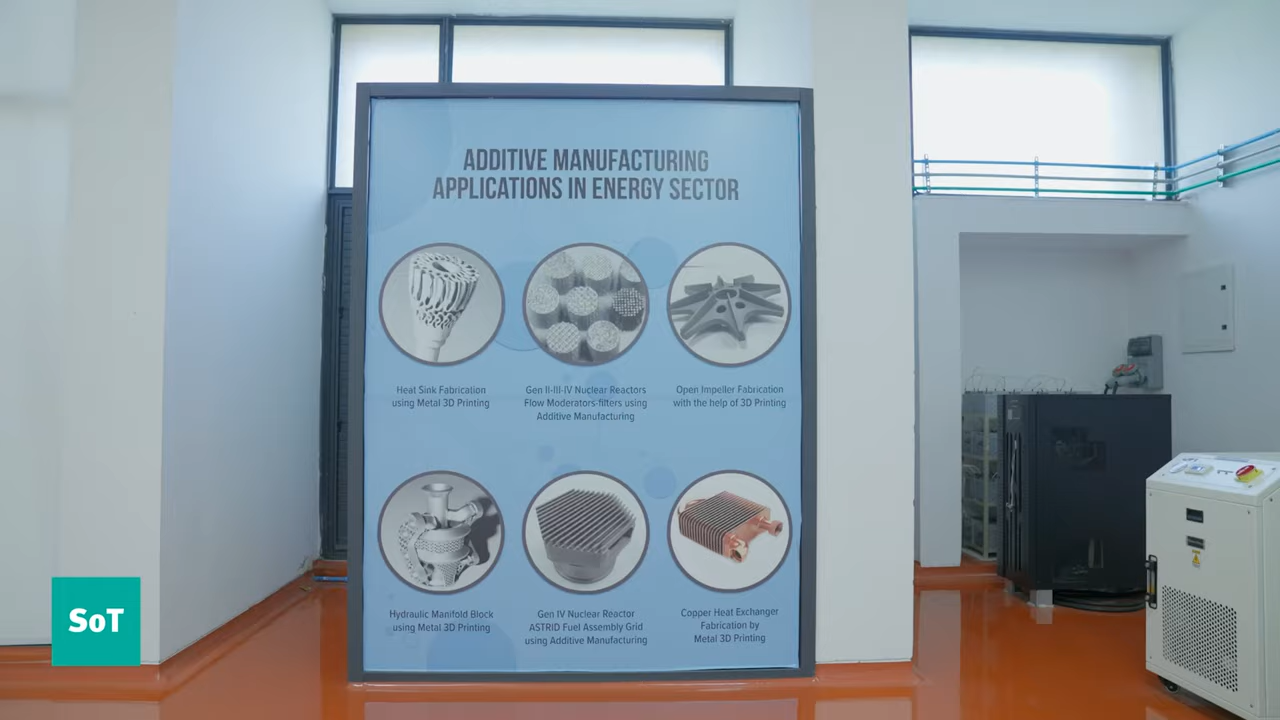 ADDITIVE MANUFACTURING
APPLICATIONS IN ENERGY SECTOR
Heat Sink Fabrication
using Metal 3D Printing
Gen II-III-IV Nuclear Reactors
Flow Moderators-filters using
Additive Manufacturing
Open Impeller Fabrication
with the help of 3D Printing
Hydraulic Manifold Block
using Metal 3D Printing
Gen IV Nuclear Reactor
ASTRID Fuel Assembly Grid
using Additive Manufacturing
Copper Heat Exchanger
Fabrication by
Metal 3D Printing
SoT